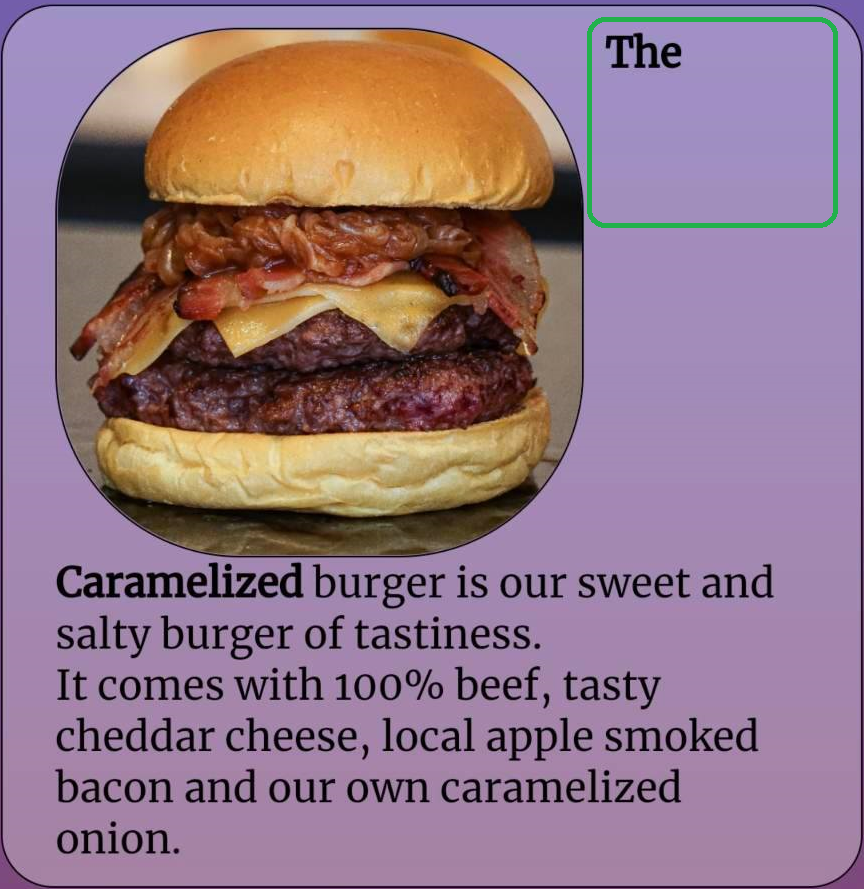 The
Caramelized burger is our sweet and
salty burger of tastiness.
It comes with 100% beef, tasty
cheddar cheese, local apple smoked
bacon and our own caramelized
onion.